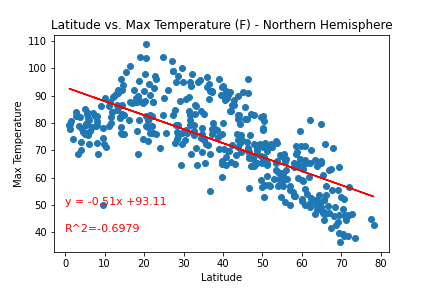 Latitude vs. Max Temperature (F) - Northern Hemisphere
110
100
90
80
70
60
50
40
Max Temperature
y = -0.51x +93.11
R^2=-0.6979
0 10 20 30 40 50 60 70 80
Latitude